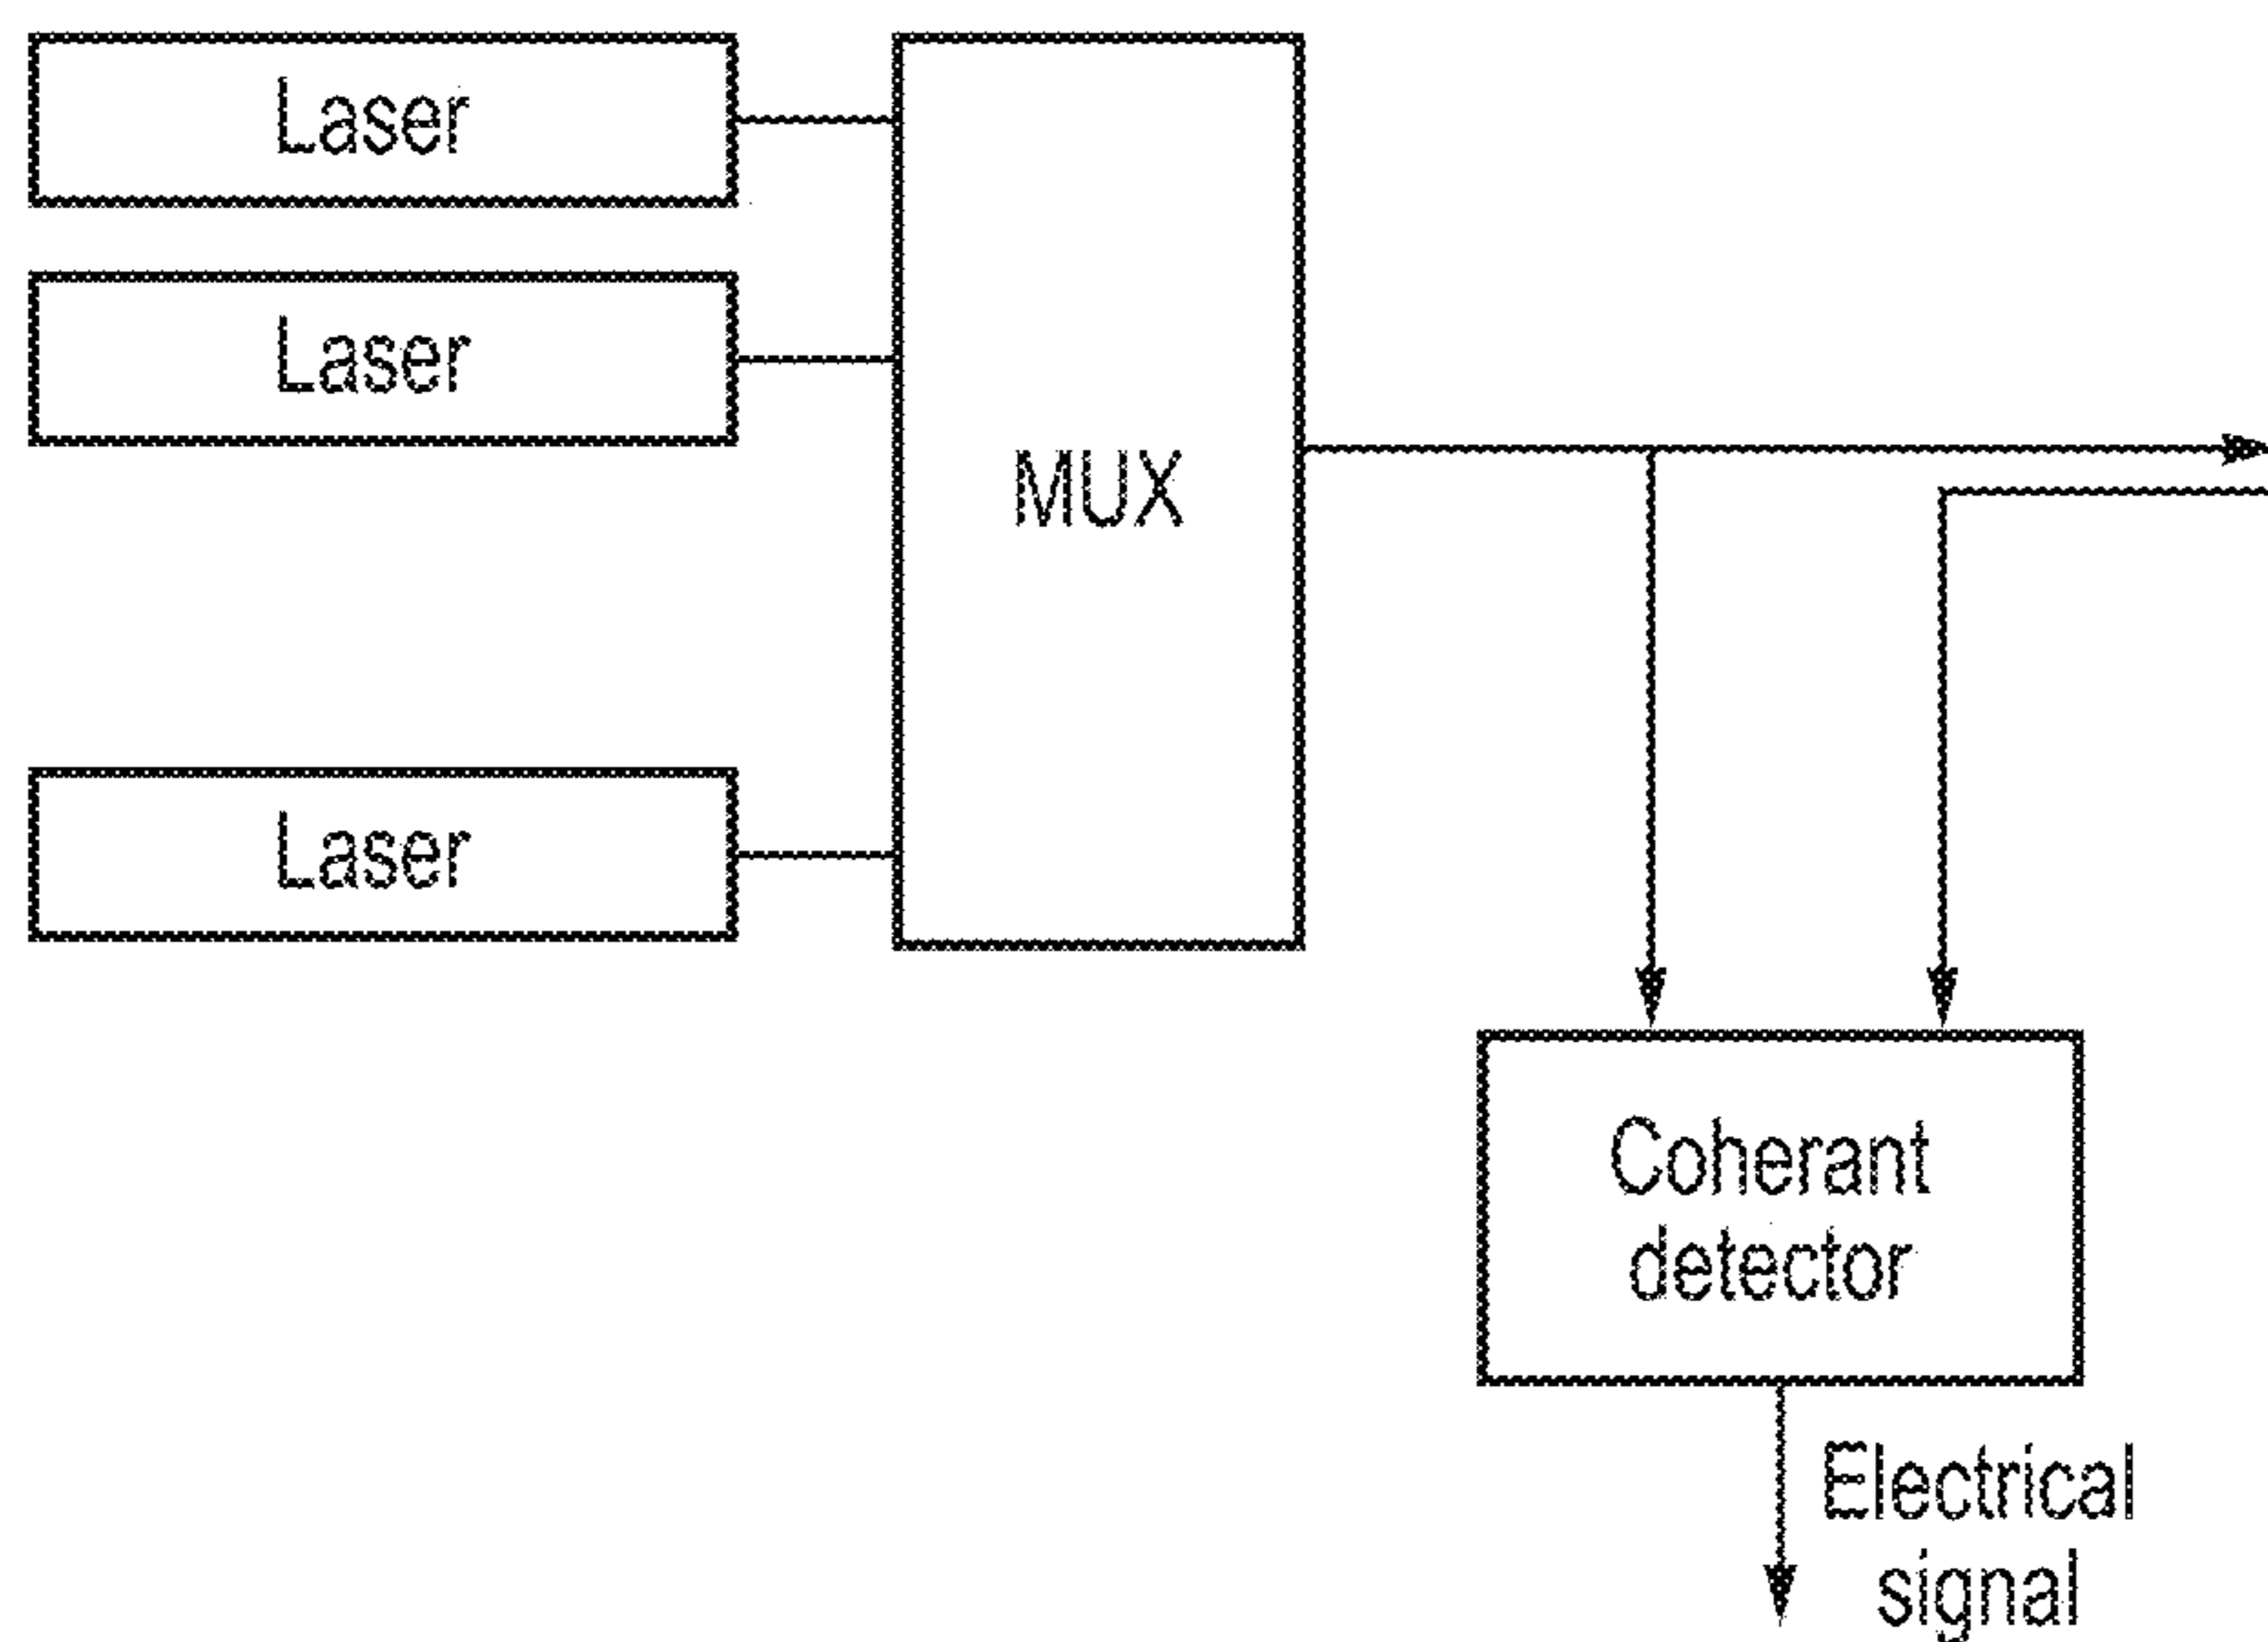 Laser
Laser
MUX
Laser
Coherant
detector
Electrical
signal